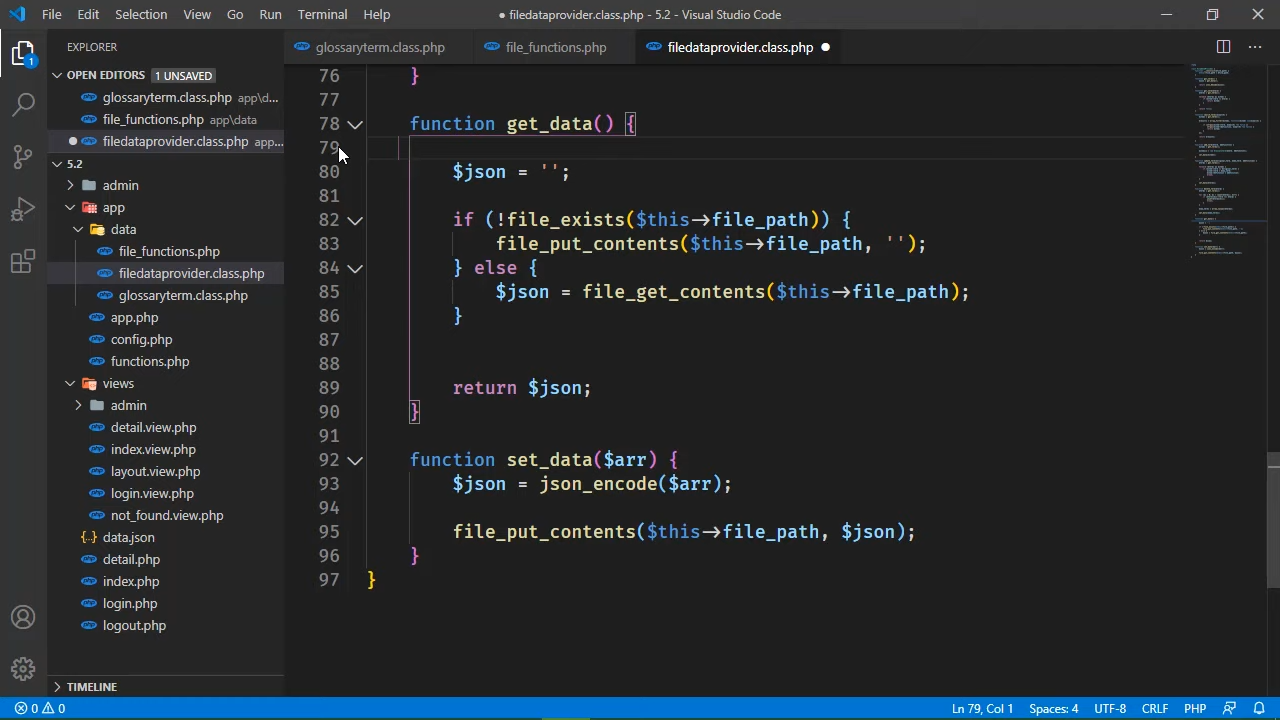 File Edit Selection View Go Run Terminal Help
● filedataprovider.class.php - 5.2 - Visual Studio Code
EXPLORER
OPEN EDITORS 1 UNSAVED
glossaryterm.class.php app\d...
file_functions.php app\data
filedataprovider.class.php app...
5.2
admin
app
data
file_functions.php
filedataprovider.class.php
glossaryterm.class.php
app.php
config.php
functions.php
views
admin
detail.view.php
index.view.php
layout.view.php
login.view.php
not_found.view.php
{..} data.json
detail.php
index.php
login.php
logout.php
TIMELINE
1
glossaryterm.class.php file_functions.php filedataprovider.class.php ●
76 }
77
78 function get_data() {
79
80 $json = '';
81
82 if (!file_exists($this->file_path)) {
83 file_put_contents($this->file_path, '');
84 } else {
85 $json = file_get_contents($this->file_path);
86 }
87
88
89 return $json;
90 }
91
92 function set_data($arr) {
93 $json = json_encode($arr);
94
95 file_put_contents($this->file_path, $json);
96 }
97 }
0 0 Ln 79, Col 1 Spaces: 4 UTF-8 CRLF PHP